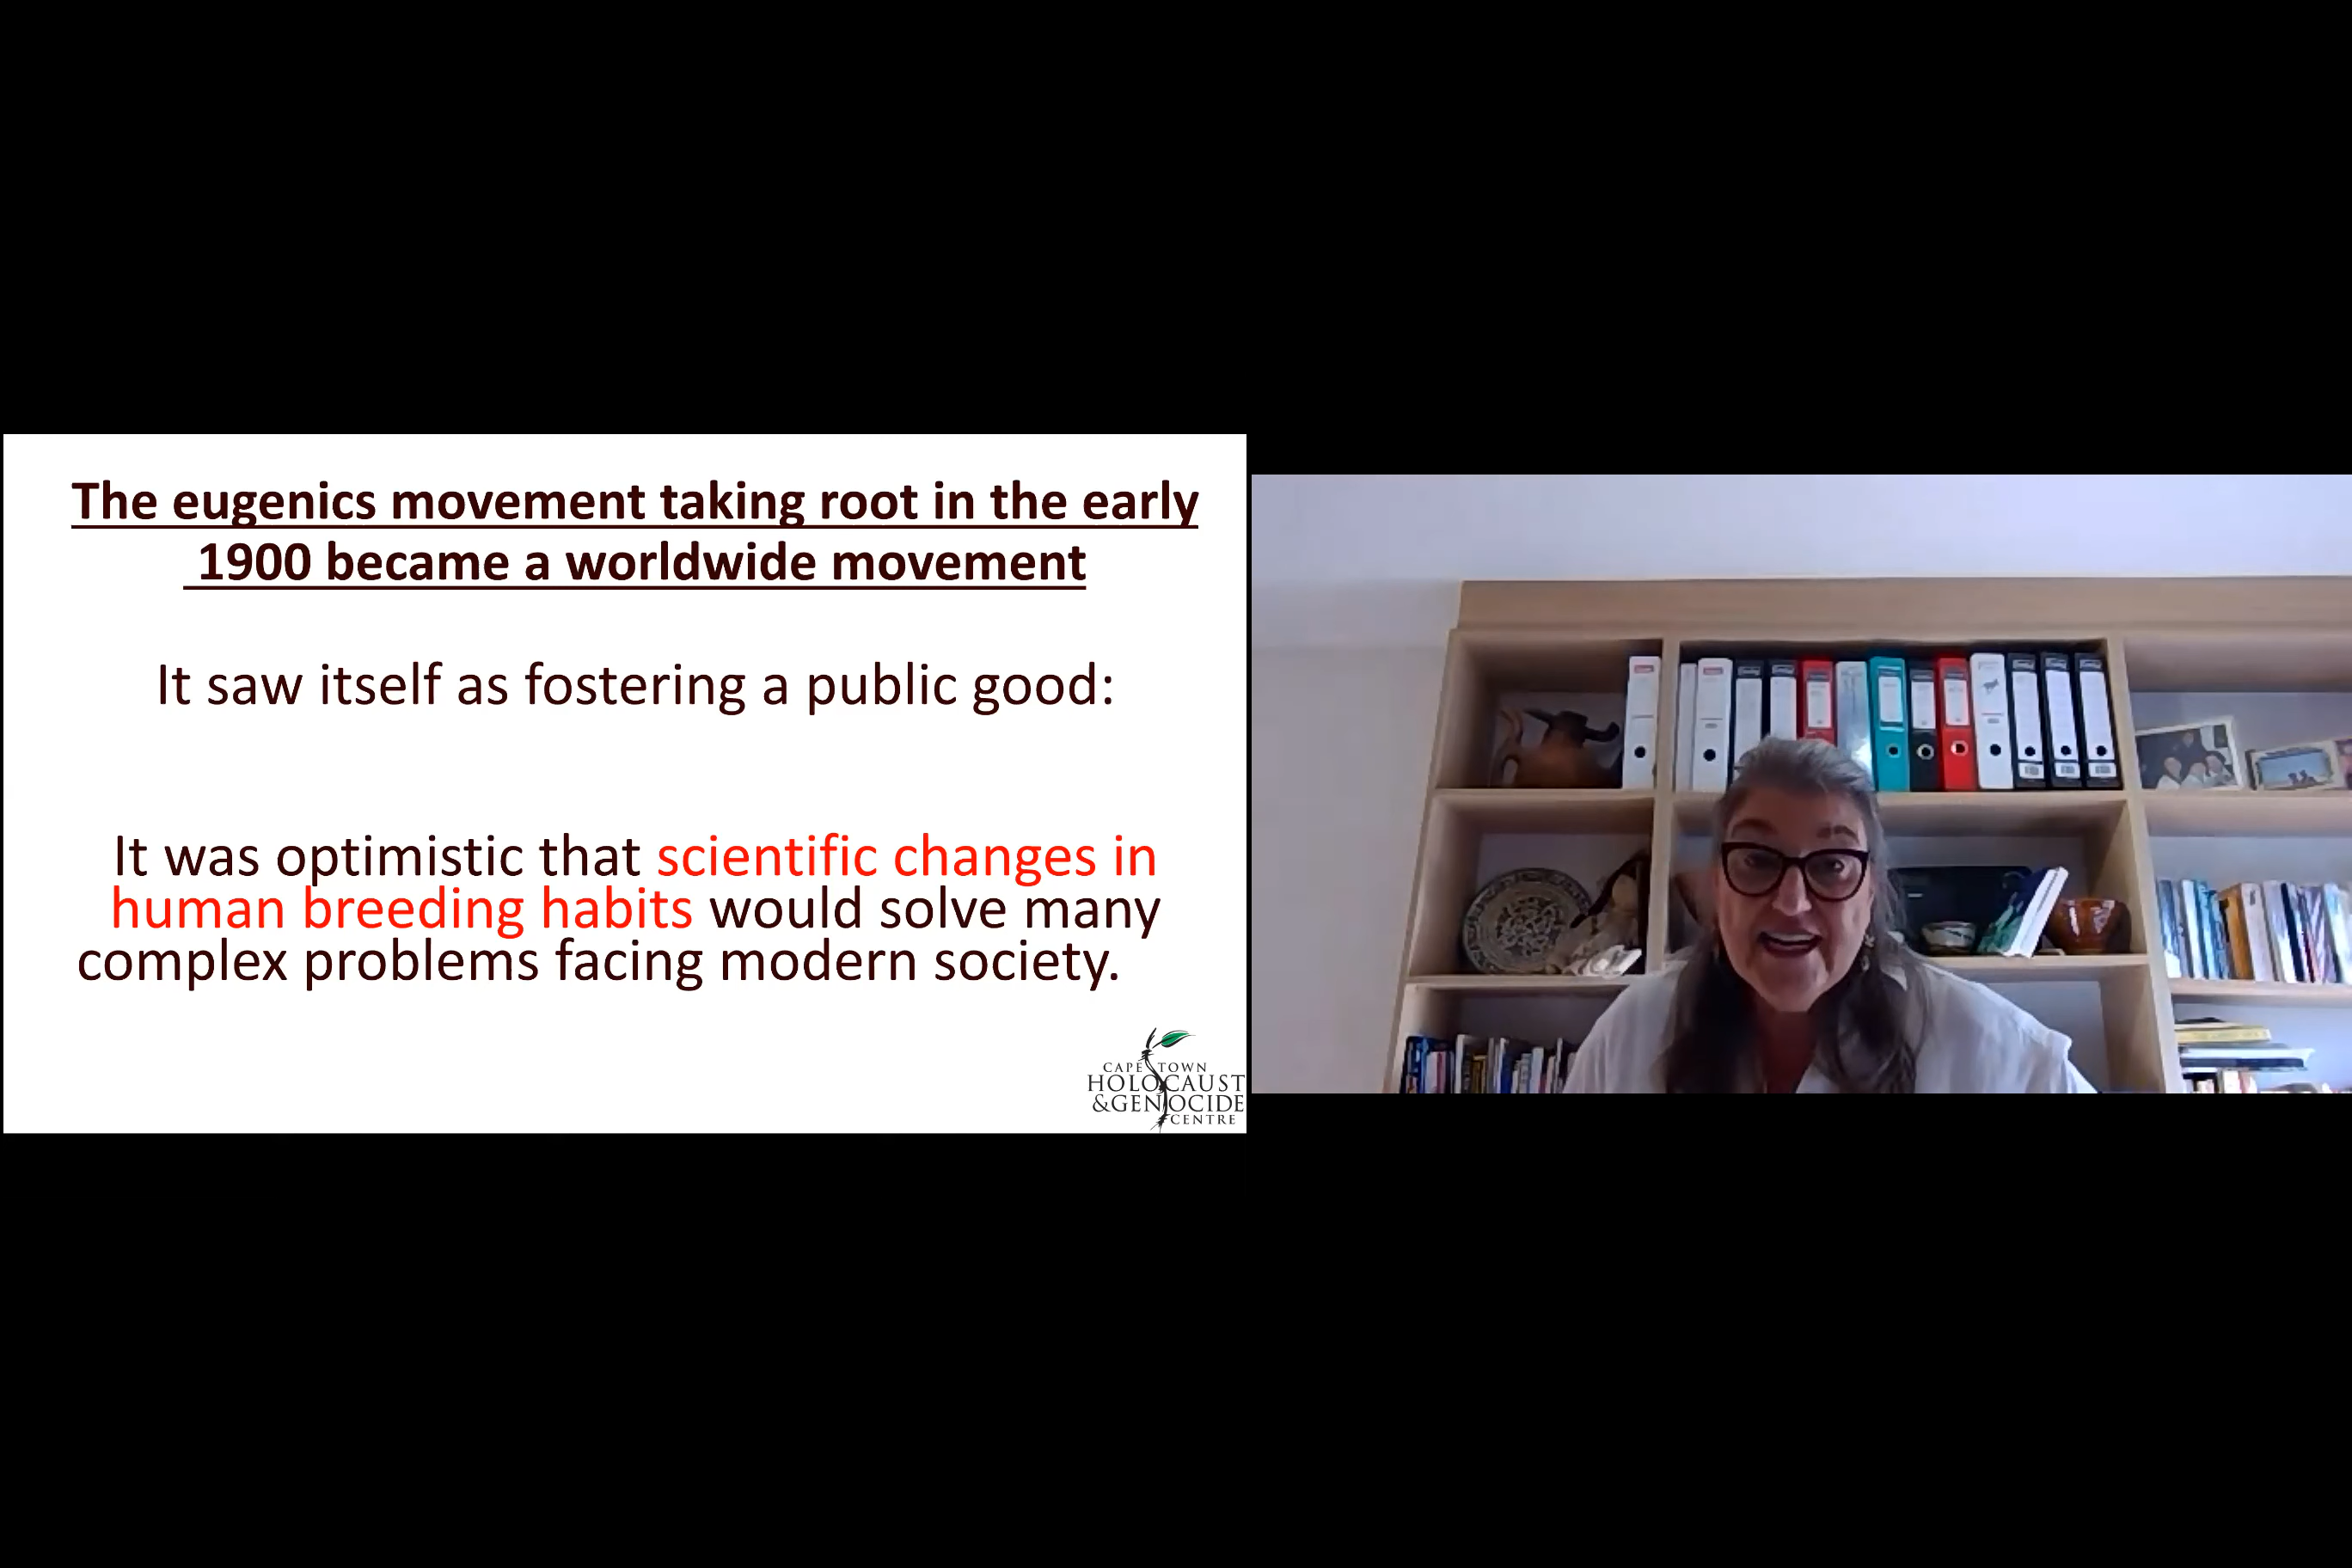 The eugenics movement taking root in the early
1900 became a worldwide movement
It saw itself as fostering a public good:
It was optimistic that scientific changes in
human breeding habits would solve many
complex problems facing modern society.
CAPE TOWN
HOLOCAUST
&GENOCIDE
CENTRE